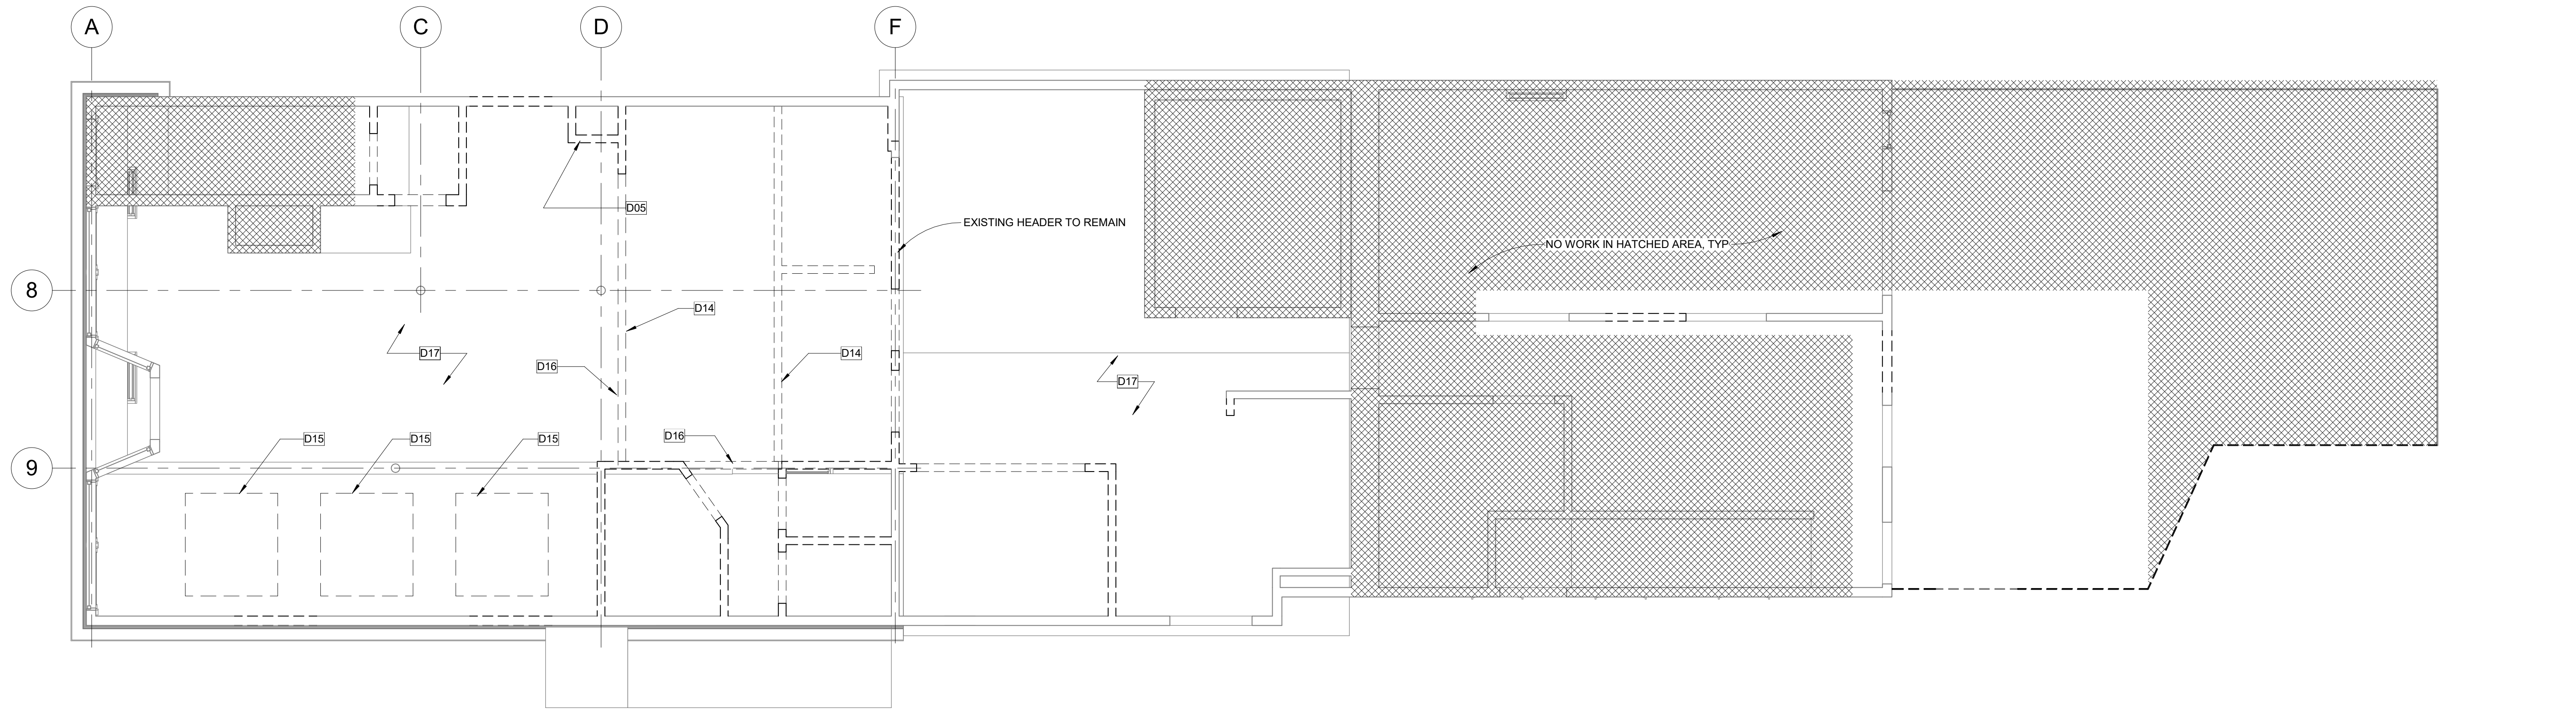 A
C
D
F
D05
EXISTING HEADER TO REMAIN
NO WORK IN HATCHED AREA, TYP
8
D14
D17
D16
D14
D17
D15
D15
D15
D16
9